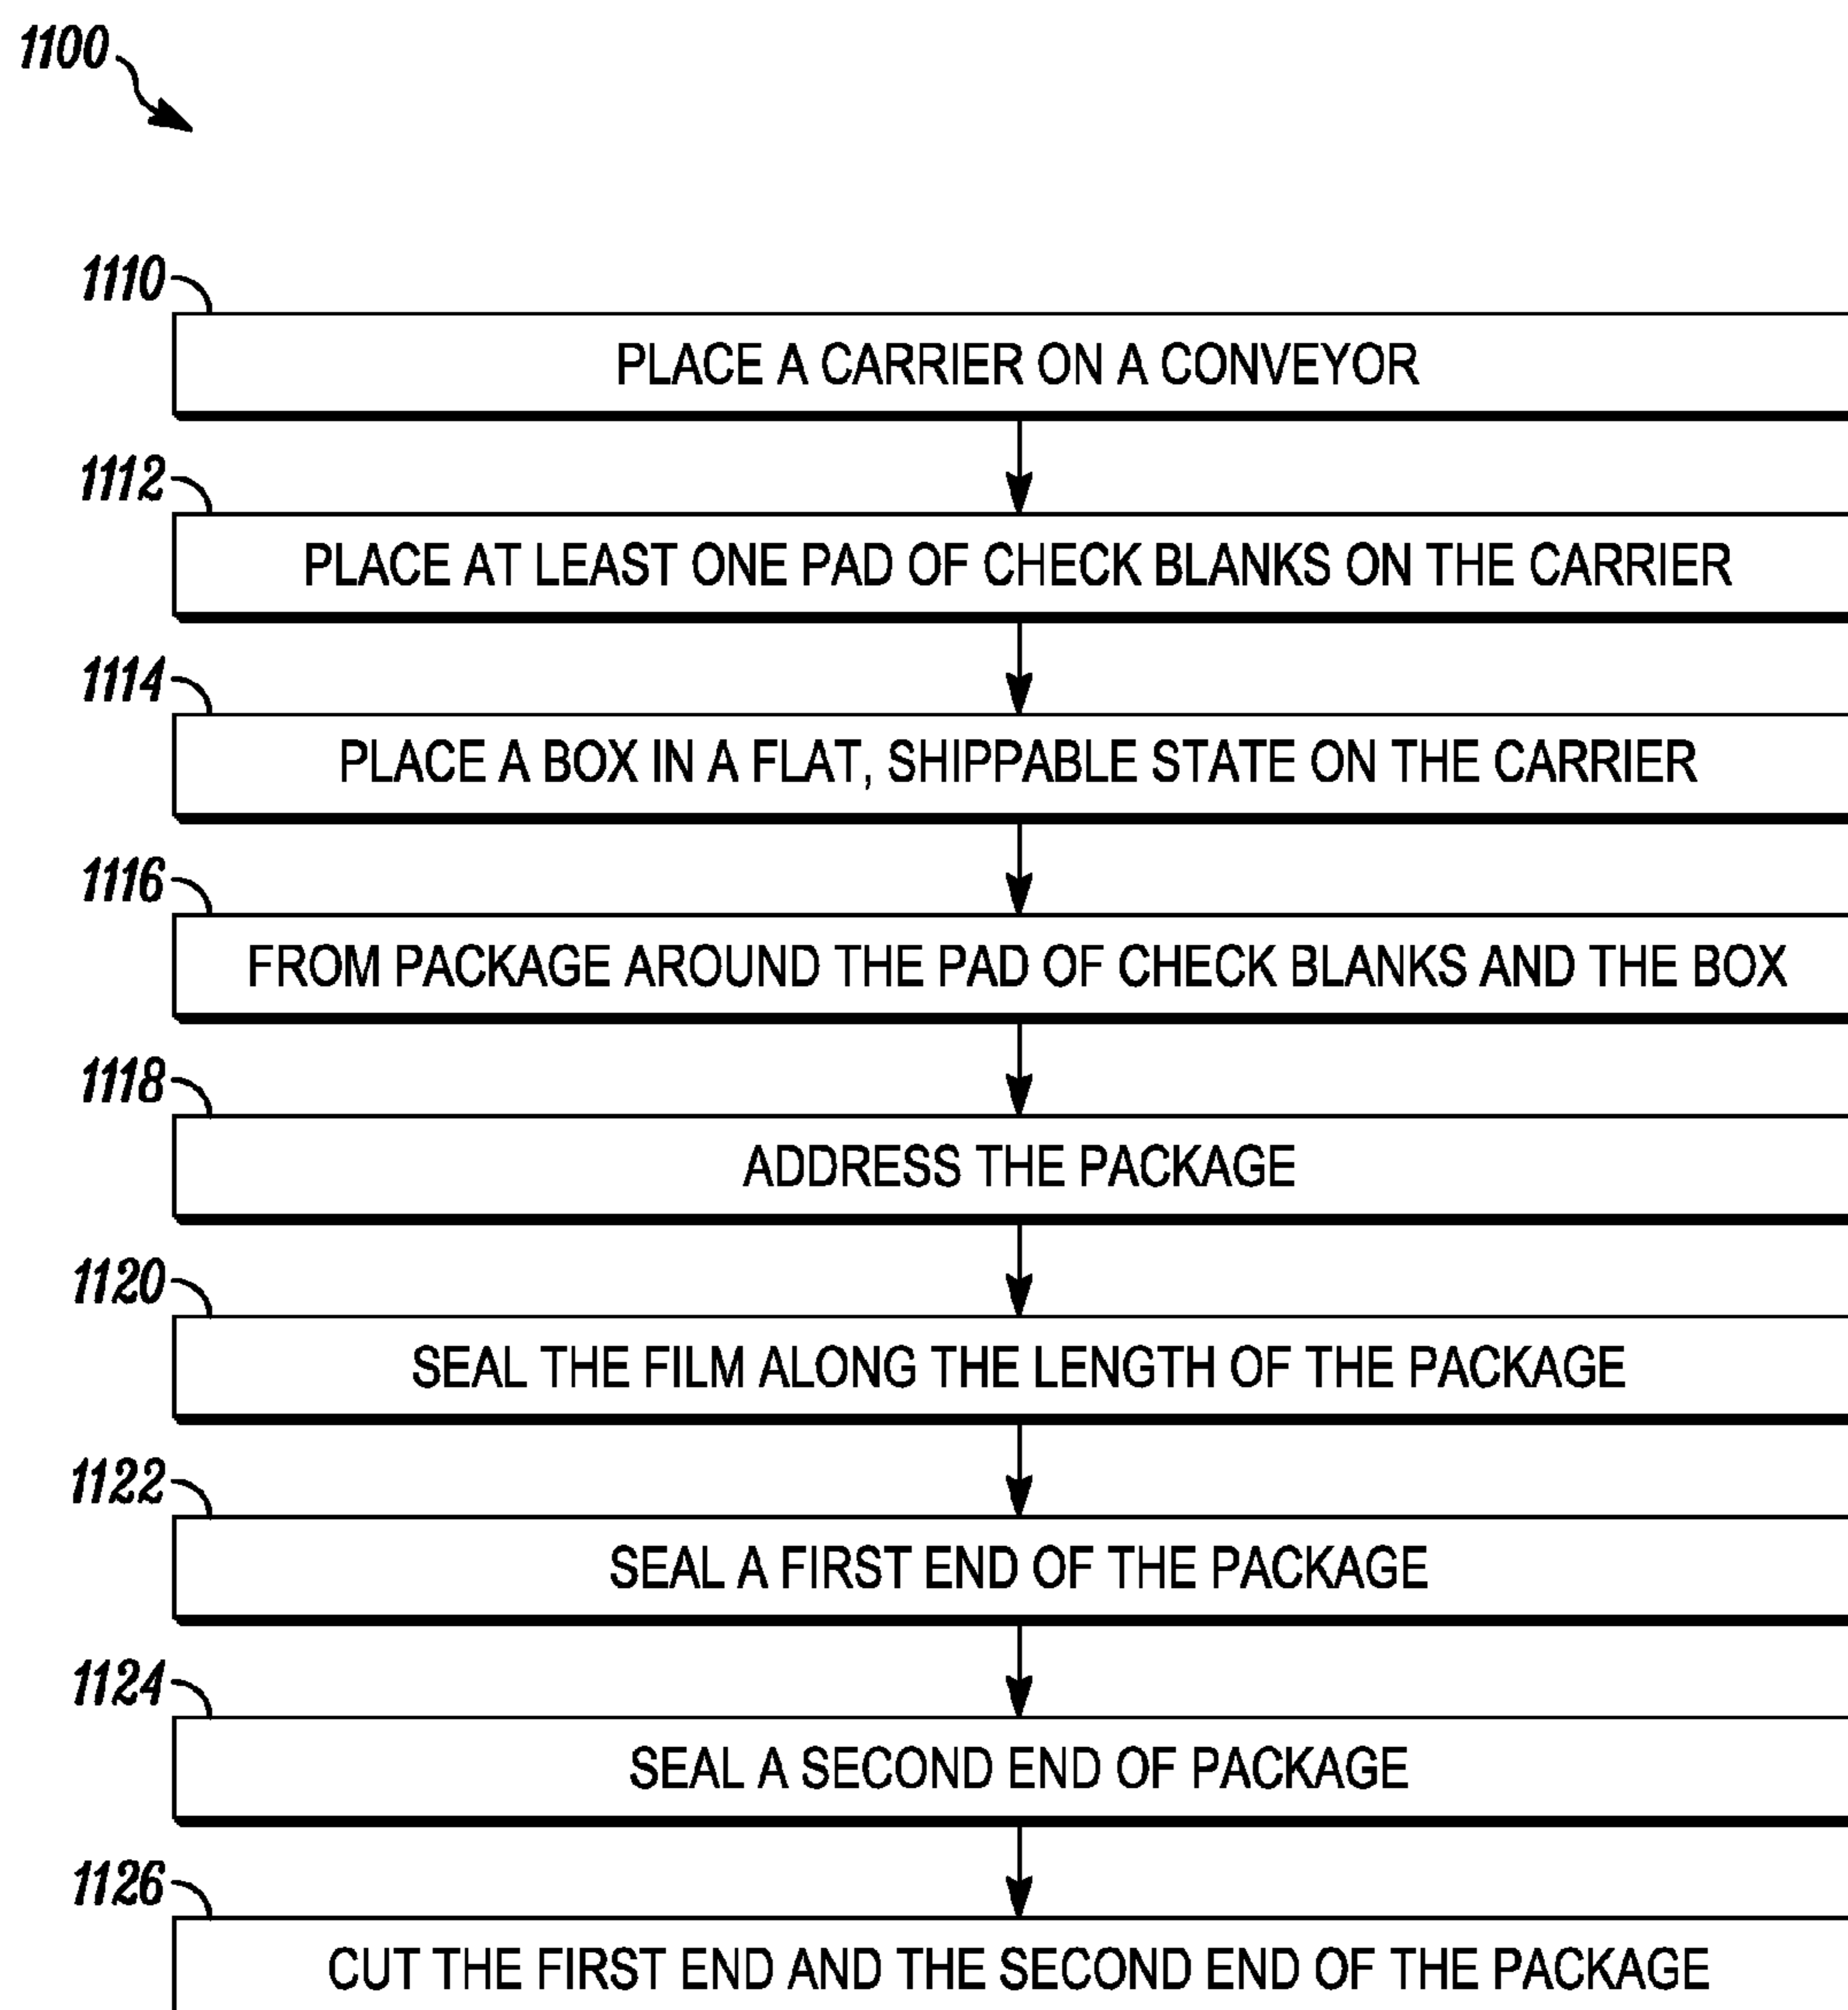 1100
1110
PLACE A CARRIER ON A CONVEYOR
1112
PLACE AT LEAST ONE PAD OF CHECK BLANKS ON THE CARRIER
1114
PLACE A BOX IN A FLAT, SHIPPABLE STATE ON THE CARRIER
1116
FROM PACKAGE AROUND THE PAD OF CHECK BLANKS AND THE BOX
1118
ADDRESS THE PACKAGE
1120
SEAL THE FILM ALONG THE LENGTH OF THE PACKAGE
1122
SEAL A FIRST END OF THE PACKAGE
1124
SEAL A SECOND END OF PACKAGE
1126
CUT THE FIRST END AND THE SECOND END OF THE PACKAGE